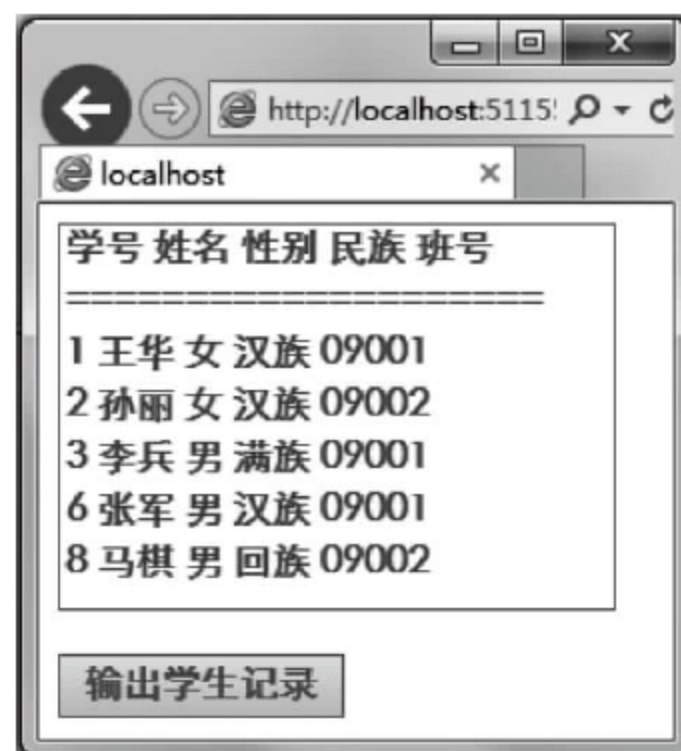 http://localhost:5115
localhost
学号 姓名 性别 民族 班号
====================
1 王华 女 汉族 09001
2 孙丽 女 汉族 09002
3 李兵 男 满族 09001
6 张军 男 汉族 09001
8 马棋 男 回族 09002
输出学生记录